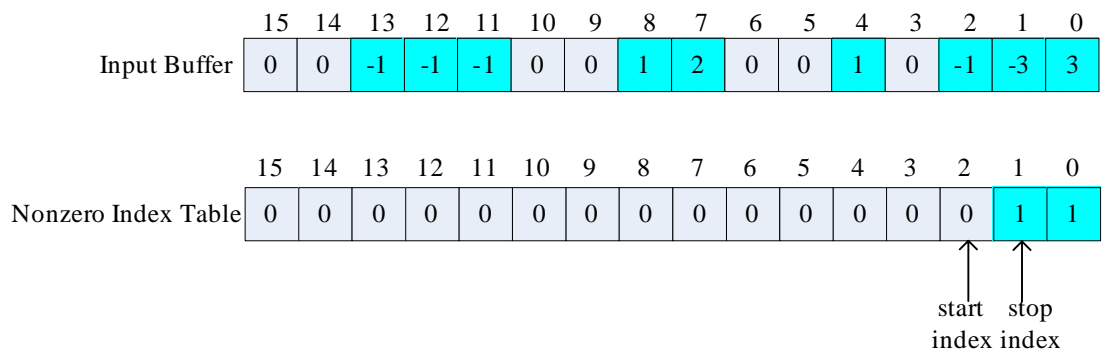 15 14 13 12 11 10 9 8 7 6 5 4 3 2 1 0
Input Buffer 0 0 -1 -1 -1 0 0 1 2 0 0 1 0 -1 -3 3
15 14 13 12 11 10 9 8 7 6 5 4 3 2 1 0
Nonzero Index Table 0 0 0 0 0 0 0 0 0 0 0 0 0 0 1 1
start stop
index index